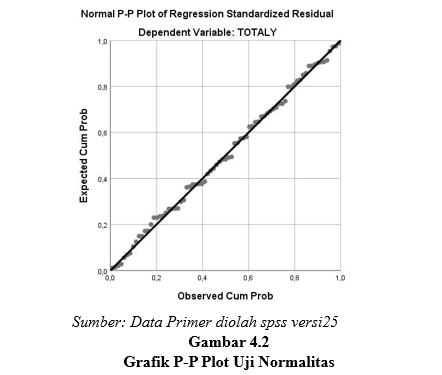 Normal P-P Plot of Regression Standardized Residual
Dependent Variable: TOTALY
Expected Cum Prob
1,0
0,8
0,6
0,4
0,2
0,0
0,0 0,2 0,4 0,6 0,8 1,0
Observed Cum Prob
Sumber: Data Primer diolah spss versi25
Gambar 4.2
Grafik P-P Plot Uji Normalitas